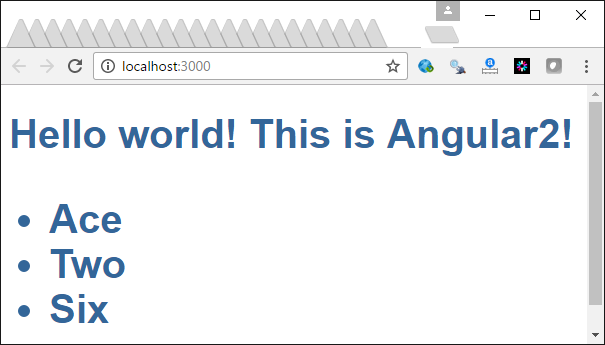 localhost:3000
Hello world! This is Angular2!
• Ace
• Two
• Six